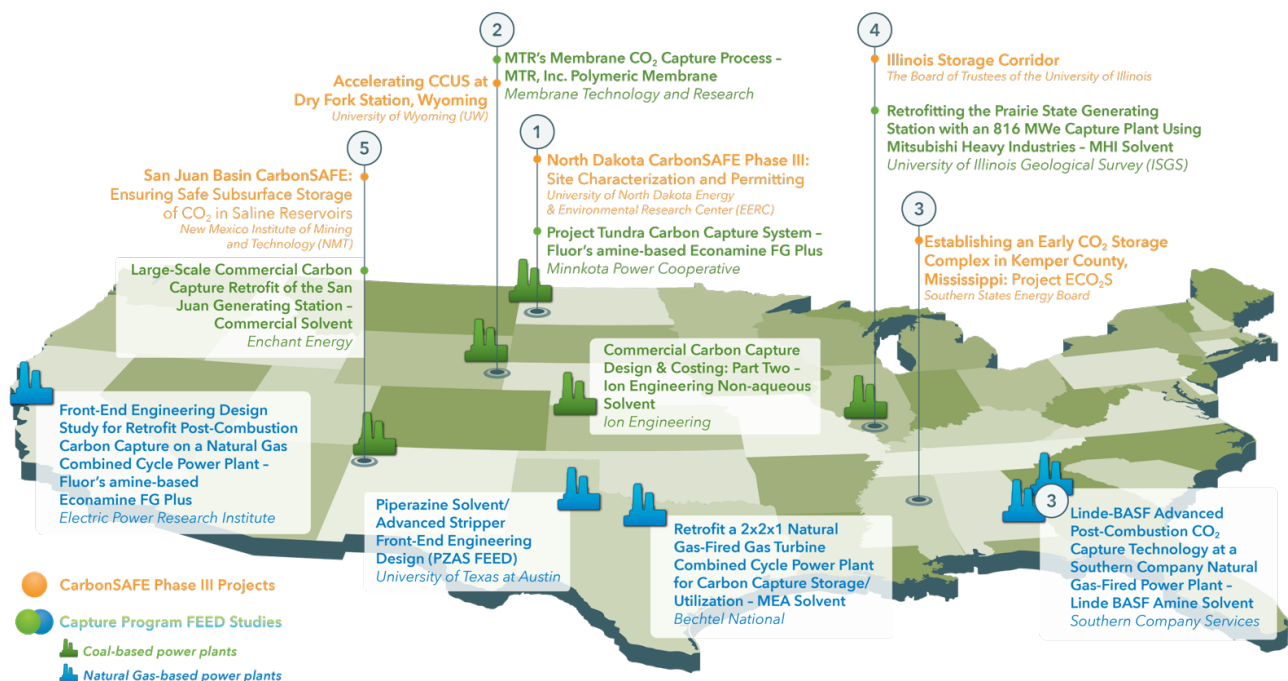 2
MTR's Membrane CO₂ Capture Process –
MTR, Inc. Polymeric Membrane
Membrane Technology and Research
Accelerating CCUS at
Dry Fork Station, Wyoming
University of Wyoming (UW)
4
Illinois Storage Corridor
The Board of Trustees of the University of Illinois
Retrofitting the Prairie State Generating
Station with an 816 MWe Capture Plant Using
Mitsubishi Heavy Industries – MHI Solvent
University of Illinois Geological Survey (ISGS)
5
San Juan Basin CarbonSAFE:
Ensuring Safe Subsurface Storage
of CO₂ in Saline Reservoirs
New Mexico Institute of Mining
and Technology (NMT)
Large-Scale Commercial Carbon
Capture Retrofit of the San
Juan Generating Station –
Commercial Solvent
Enchant Energy
1
North Dakota CarbonSAFE Phase III:
Site Characterization and Permitting
University of North Dakota Energy
& Environmental Research Center (EERC)
Project Tundra Carbon Capture System –
Fluor's amine-based Econamine FG Plus
Minnkota Power Cooperative
3
Establishing an Early CO₂ Storage
Complex in Kemper County,
Mississippi: Project ECO₂S
Southern States Energy Board
Commercial Carbon Capture
Design & Costing: Part Two –
Ion Engineering Non-aqueous
Solvent
Ion Engineering
Front-End Engineering Design
Study for Retrofit Post-Combustion
Carbon Capture on a Natural Gas
Combined Cycle Power Plant –
Fluor's amine-based
Econamine FG Plus
Electric Power Research Institute
Piperazine Solvent/
Advanced Stripper
Front-End Engineering
Design (PZAS FEED)
University of Texas at Austin
Retrofit a 2x2x1 Natural
Gas-Fired Gas Turbine
Combined Cycle Power Plant
for Carbon Capture Storage/
Utilization – MEA Solvent
Bechtel National
3
Linde-BASF Advanced
Post-Combustion CO₂
Capture Technology at a
Southern Company Natural
Gas-Fired Power Plant –
Linde BASF Amine Solvent
Southern Company Services
CarbonSAFE Phase III Projects
Capture Program FEED Studies
Coal-based power plants
Natural Gas-based power plants